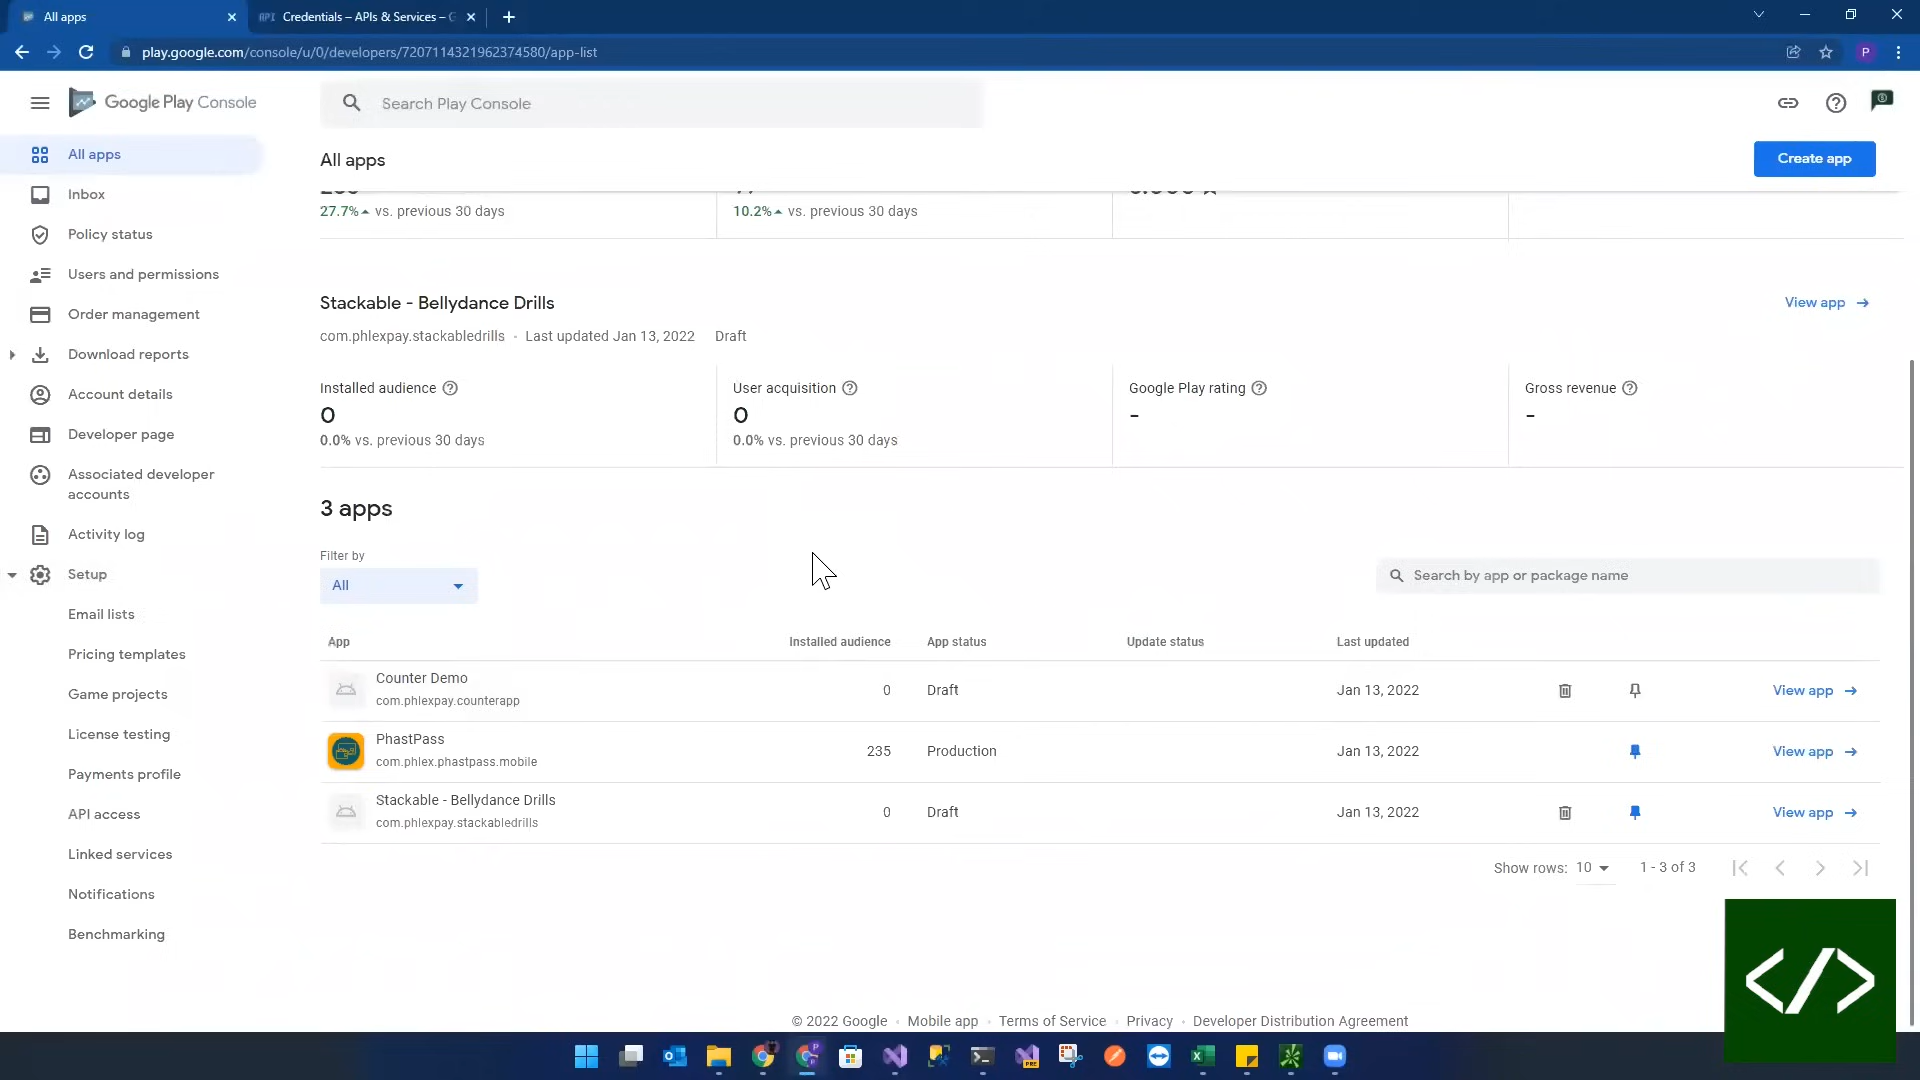 All apps
API Credentials – APIs & Services – G
play.google.com/console/u/0/developers/7207114321962374580/app-list
P
Google Play Console
Search Play Console
All apps
Create app
All apps
Inbox
Policy status
Users and permissions
Order management
Download reports
Account details
Developer page
Associated developer
accounts
Activity log
Setup
Email lists
Pricing templates
Game projects
License testing
Payments profile
API access
Linked services
Notifications
Benchmarking
27.7% vs. previous 30 days
10.2% vs. previous 30 days
Stackable - Bellydance Drills
View app
com.phlexpay.stackabledrills · Last updated Jan 13, 2022 Draft
Installed audience
0
0.0% vs. previous 30 days
User acquisition
0
0.0% vs. previous 30 days
Google Play rating
-
Gross revenue
-
3 apps
Filter by
All
Search by app or package name
App Installed audience App status Update status Last updated
Counter Demo
com.phlexpay.counterapp
0 Draft Jan 13, 2022 View app
PhastPass
com.phlex.phastpass.mobile
235 Production Jan 13, 2022 View app
Stackable - Bellydance Drills
com.phlexpay.stackabledrills
0 Draft Jan 13, 2022 View app
Show rows: 10 1 - 3 of 3
</>
© 2022 Google · Mobile app · Terms of Service · Privacy · Developer Distribution Agreement